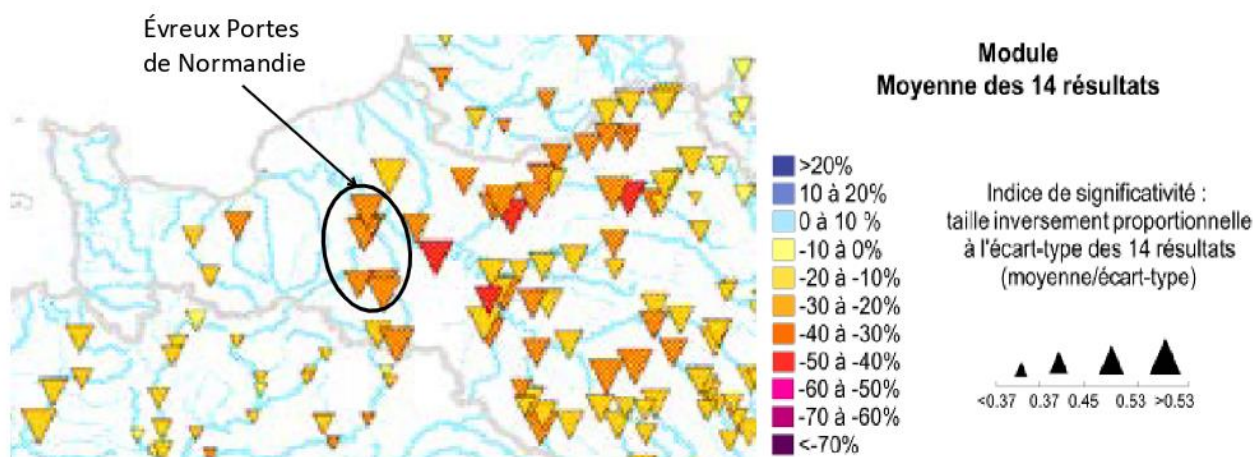 Évreux Portes
de Normandie
Module
Moyenne des 14 résultats
>20%
10 à 20%
0 à 10 %
-10 à 0%
-20 à -10%
-30 à -20%
-40 à -30%
-50 à -40%
-60 à -50%
-70 à -60%
<-70%
Indice de significativité :
taille inversement proportionnelle
à l'écart-type des 14 résultats
(moyenne/écart-type)
<0.37 0.37 0.45 0.53 >0.53